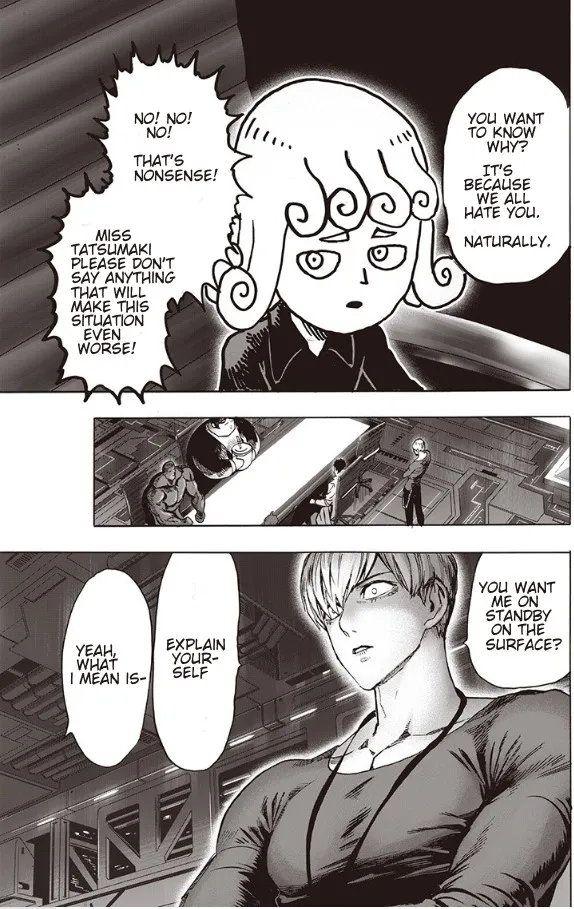 YOU WANT
TO KNOW
WHY?
IT'S
BECAUSE
WE ALL
HATE YOU.
NATURALLY.
NO! NO!
NO!
THAT'S
NONSENSE!
MISS
TATSUMAKI
PLEASE DON'T
SAY ANYTHING
THAT WILL
MAKE THIS
SITUATION
EVEN
WORSE!
YOU WANT
ME ON
STANDBY
ON THE
SURFACE?
EXPLAIN
YOUR-
SELF
YEAH,
WHAT
I MEAN IS-